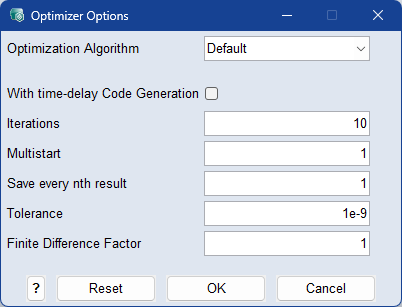 Optimizer Options
Optimization Algorithm Default
With time-delay Code Generation
Iterations 10
Multistart 1
Save every nth result 1
Tolerance 1e-9
Finite Difference Factor 1
? Reset OK Cancel